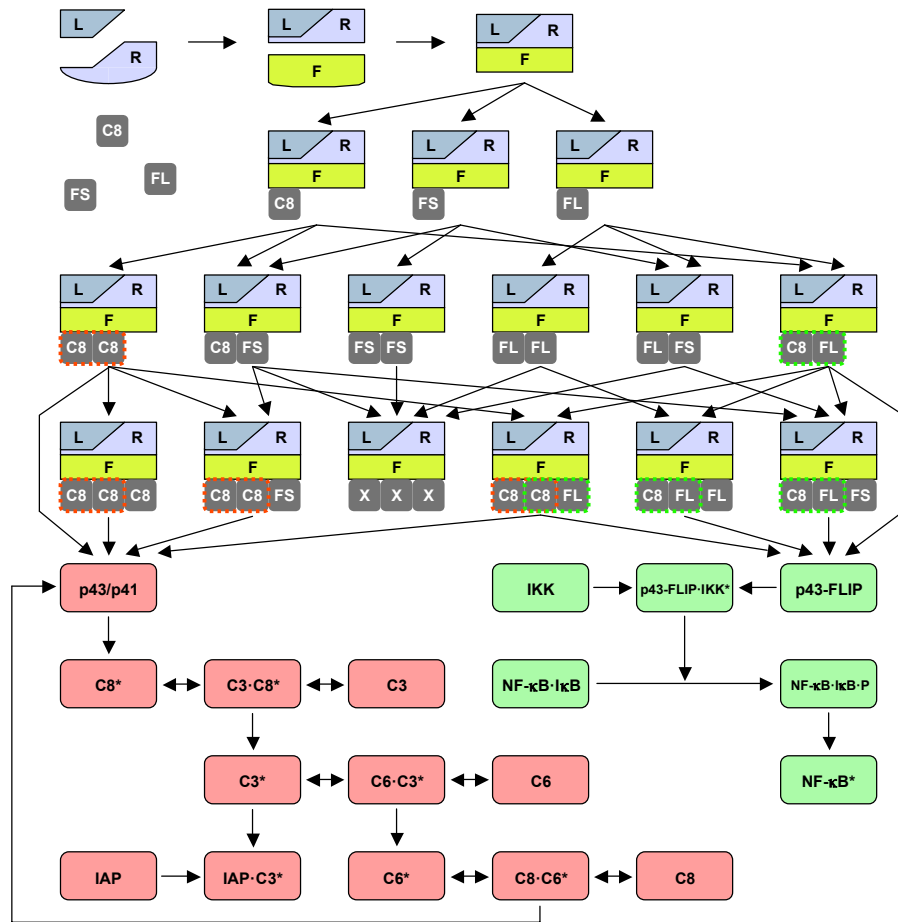 L L R L R
R F F
C8 L R L R L R
FS FL F F F
C8 FS FL
L R L R L R L R L R L R
F F F F F F
C8 C8 C8 FS FS FS FL FL FL FS C8 FL
L R L R L R L R L R L R
F F F F F F
C8 C8 C8 C8 C8 FS X X X C8 C8 FL C8 FL FL C8 FL FS
p43/p41 IKK p43-FLIP·IKK* p43-FLIP
C8* C3·C8* C3 NF-κB·IκB NF-κB·IκB·P
C3* C6·C3* C6 NF-κB*
IAP IAP·C3* C6* C8·C6* C8